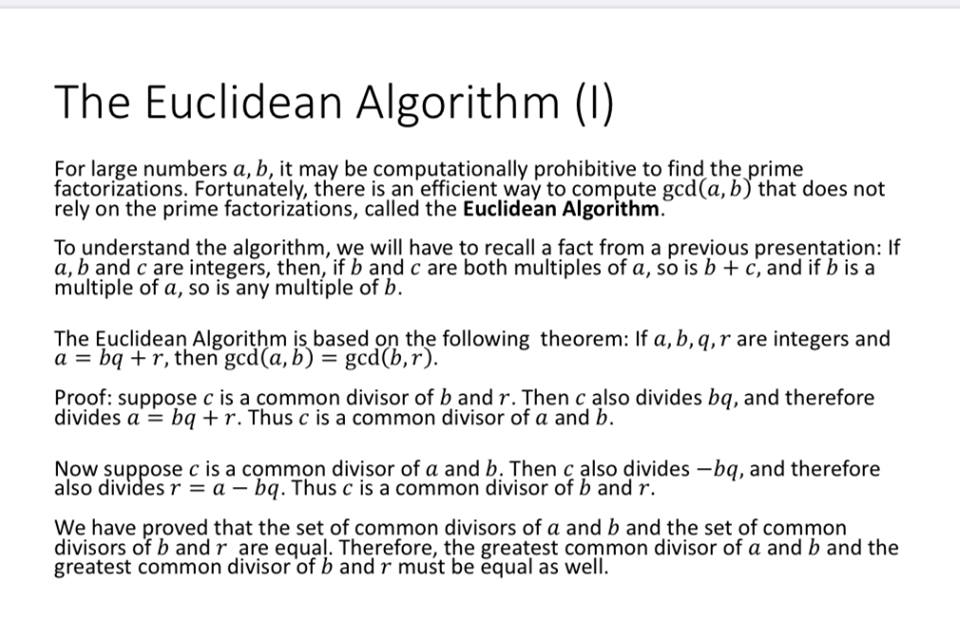 The Euclidean Algorithm (I)
For large numbers a, b, it may be computationally prohibitive to find the prime
factorizations. Fortunately, there is an efficient way to compute gcd(a, b) that does not
rely on the prime factorizations, called the Euclidean Algorithm.
To understand the algorithm, we will have to recall a fact from a previous presentation: If
a, b and c are integers, then, if b and c are both multiples of a, so is b + c, and if b is a
multiple of a, so is any multiple of b.
The Euclidean Algorithm is based on the following theorem: If a, b, q, r are integers and
a = bq + r, then gcd(a, b) = gcd(b, r).
Proof: suppose c is a common divisor of b and r. Then c also divides bq, and therefore
divides a = bq + r. Thus c is a common divisor of a and b.
Now suppose c is a common divisor of a and b. Then c also divides −bq, and therefore
also divides r = a − bq. Thus c is a common divisor of b and r.
We have proved that the set of common divisors of a and b and the set of common
divisors of b and r are equal. Therefore, the greatest common divisor of a and b and the
greatest common divisor of b and r must be equal as well.